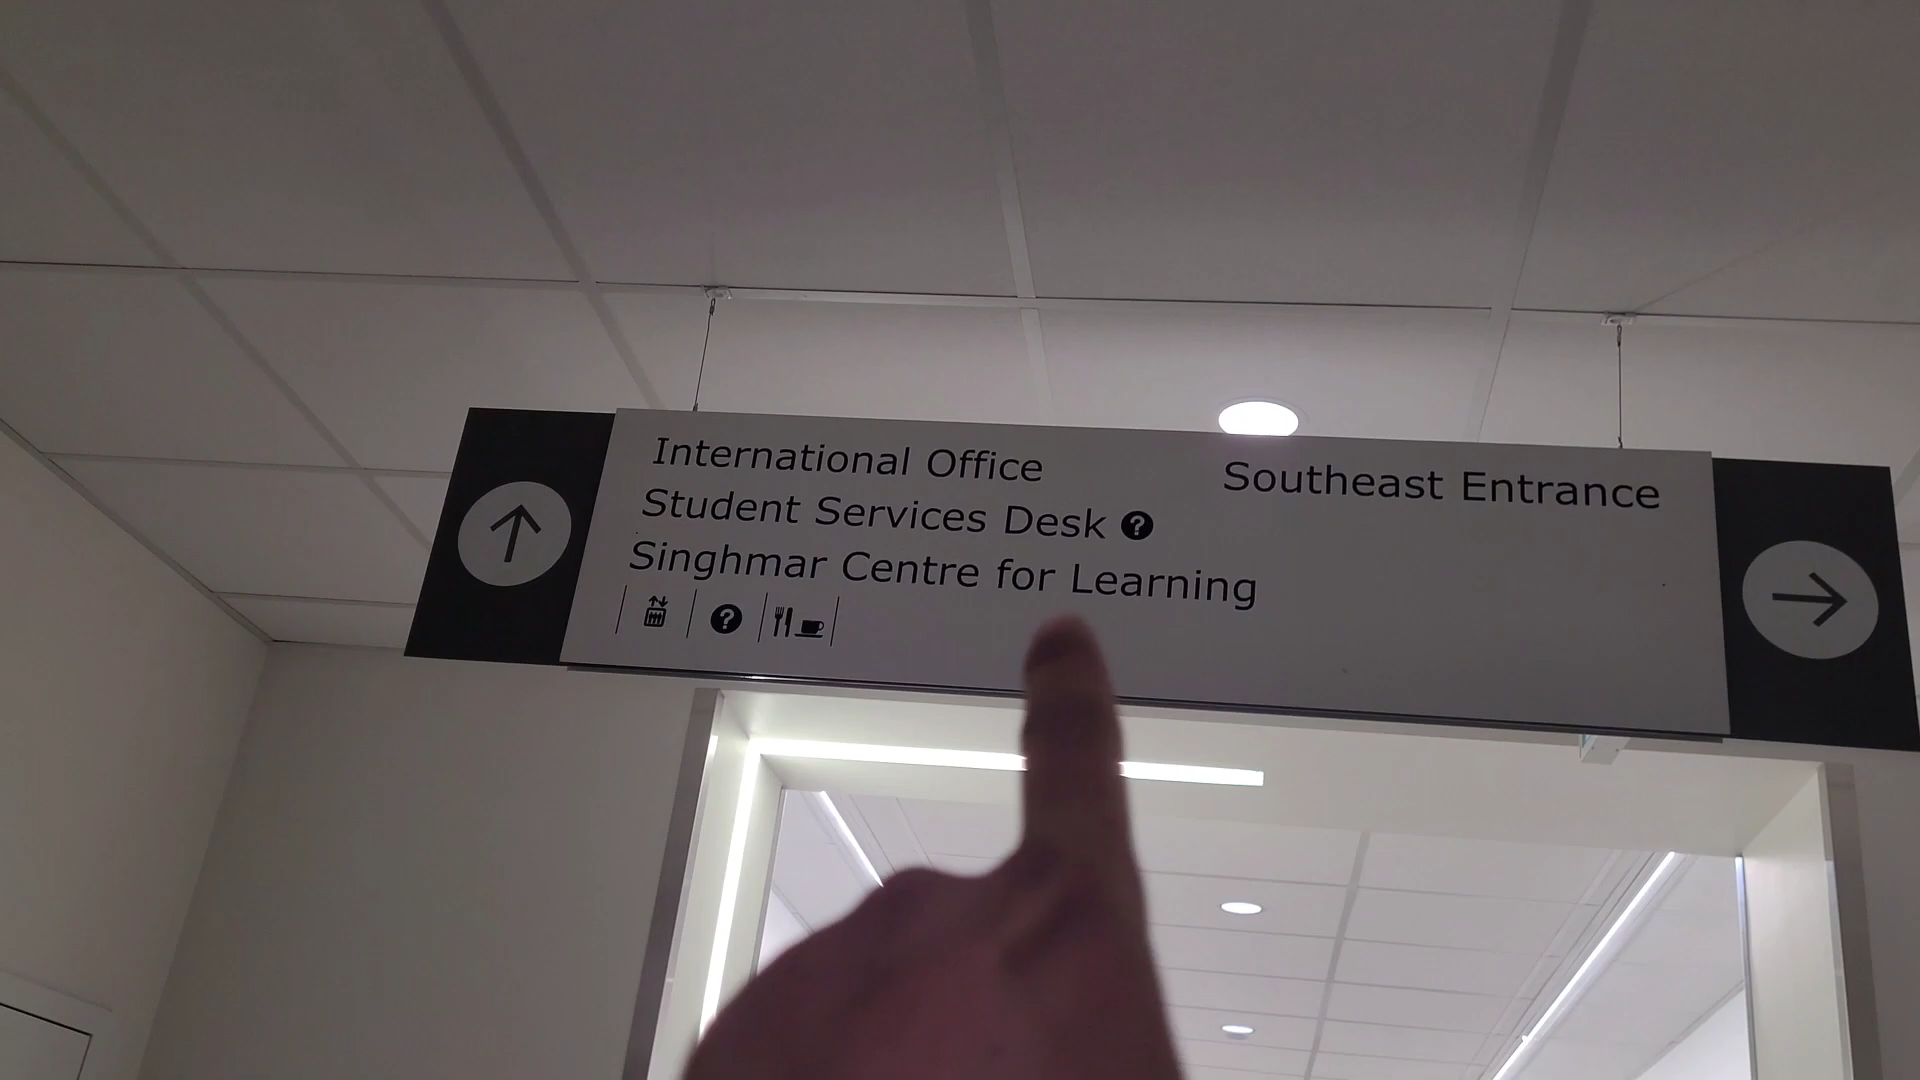 International Office
Student Services Desk ?
Singhmar Centre for Learning
?
Southeast Entrance